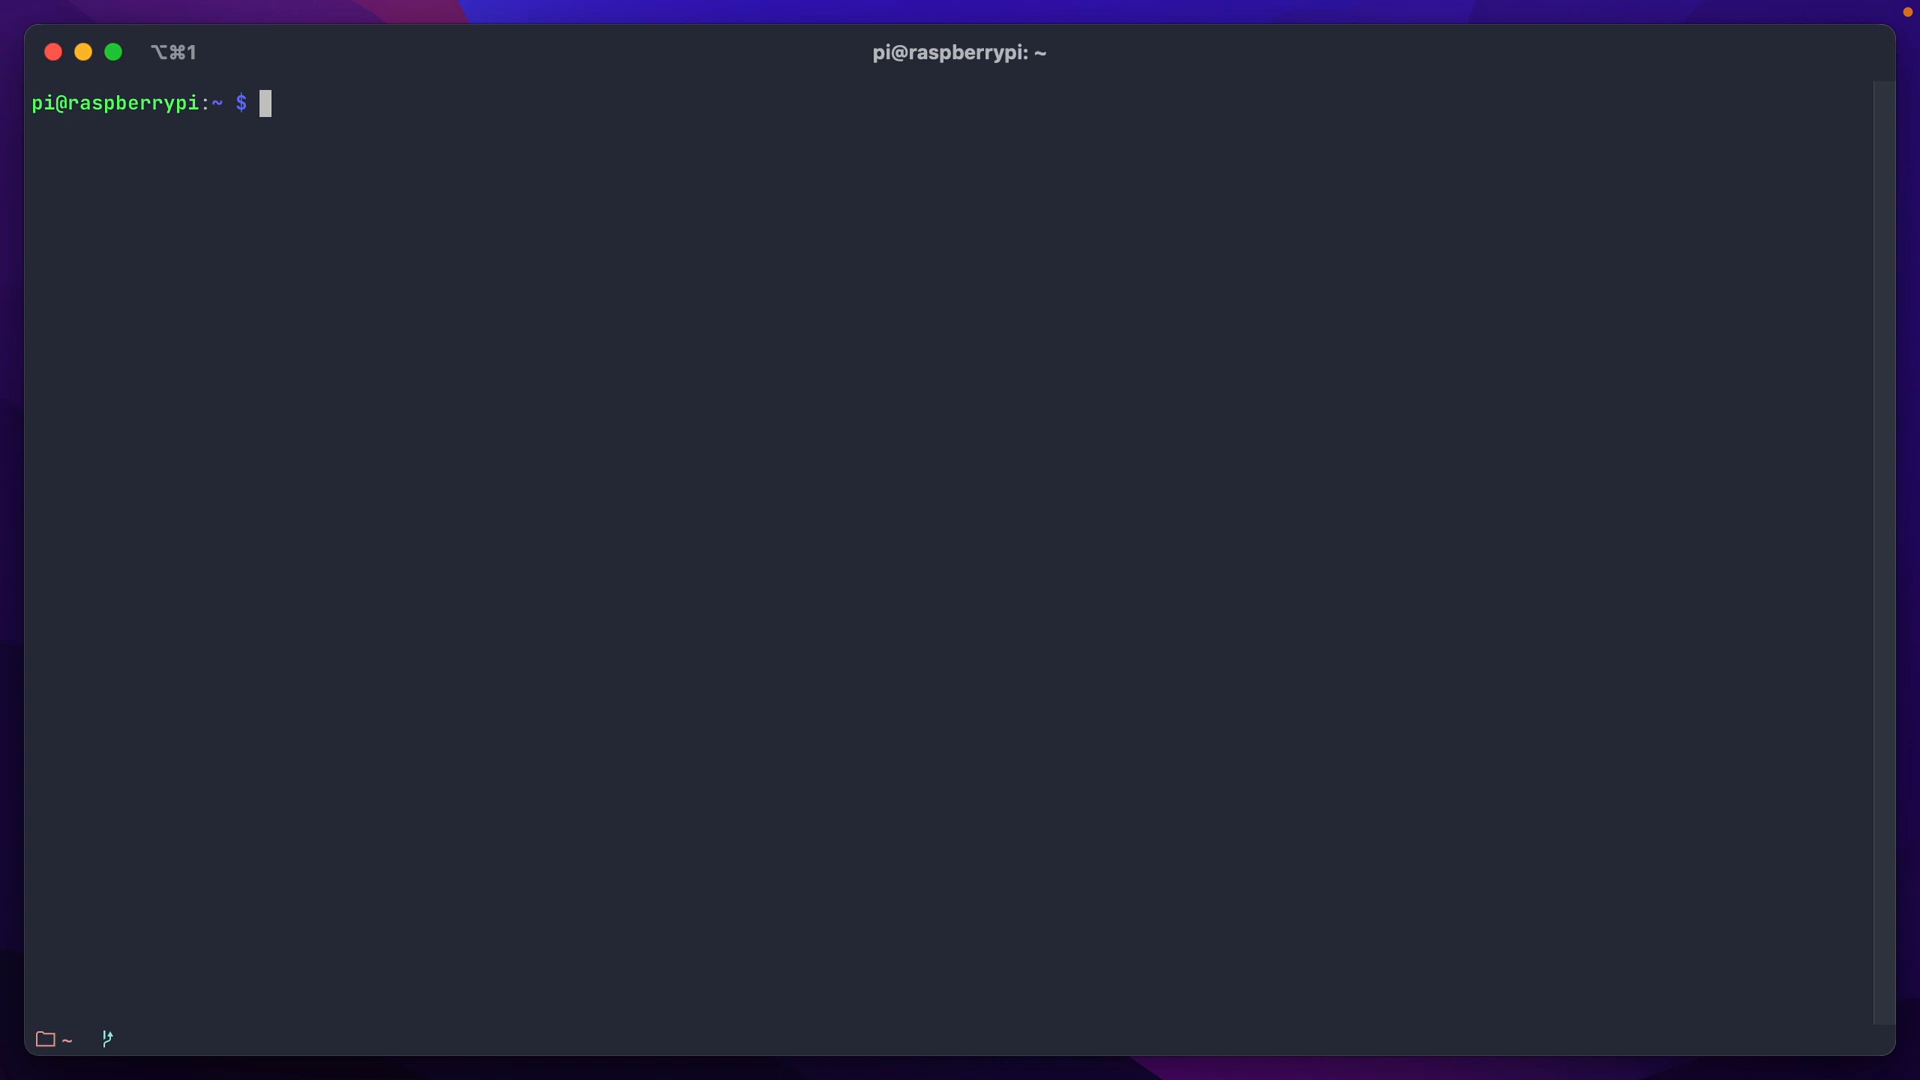 ⌥⌘1
pi@raspberrypi: ~
pi@raspberrypi:~ $
~